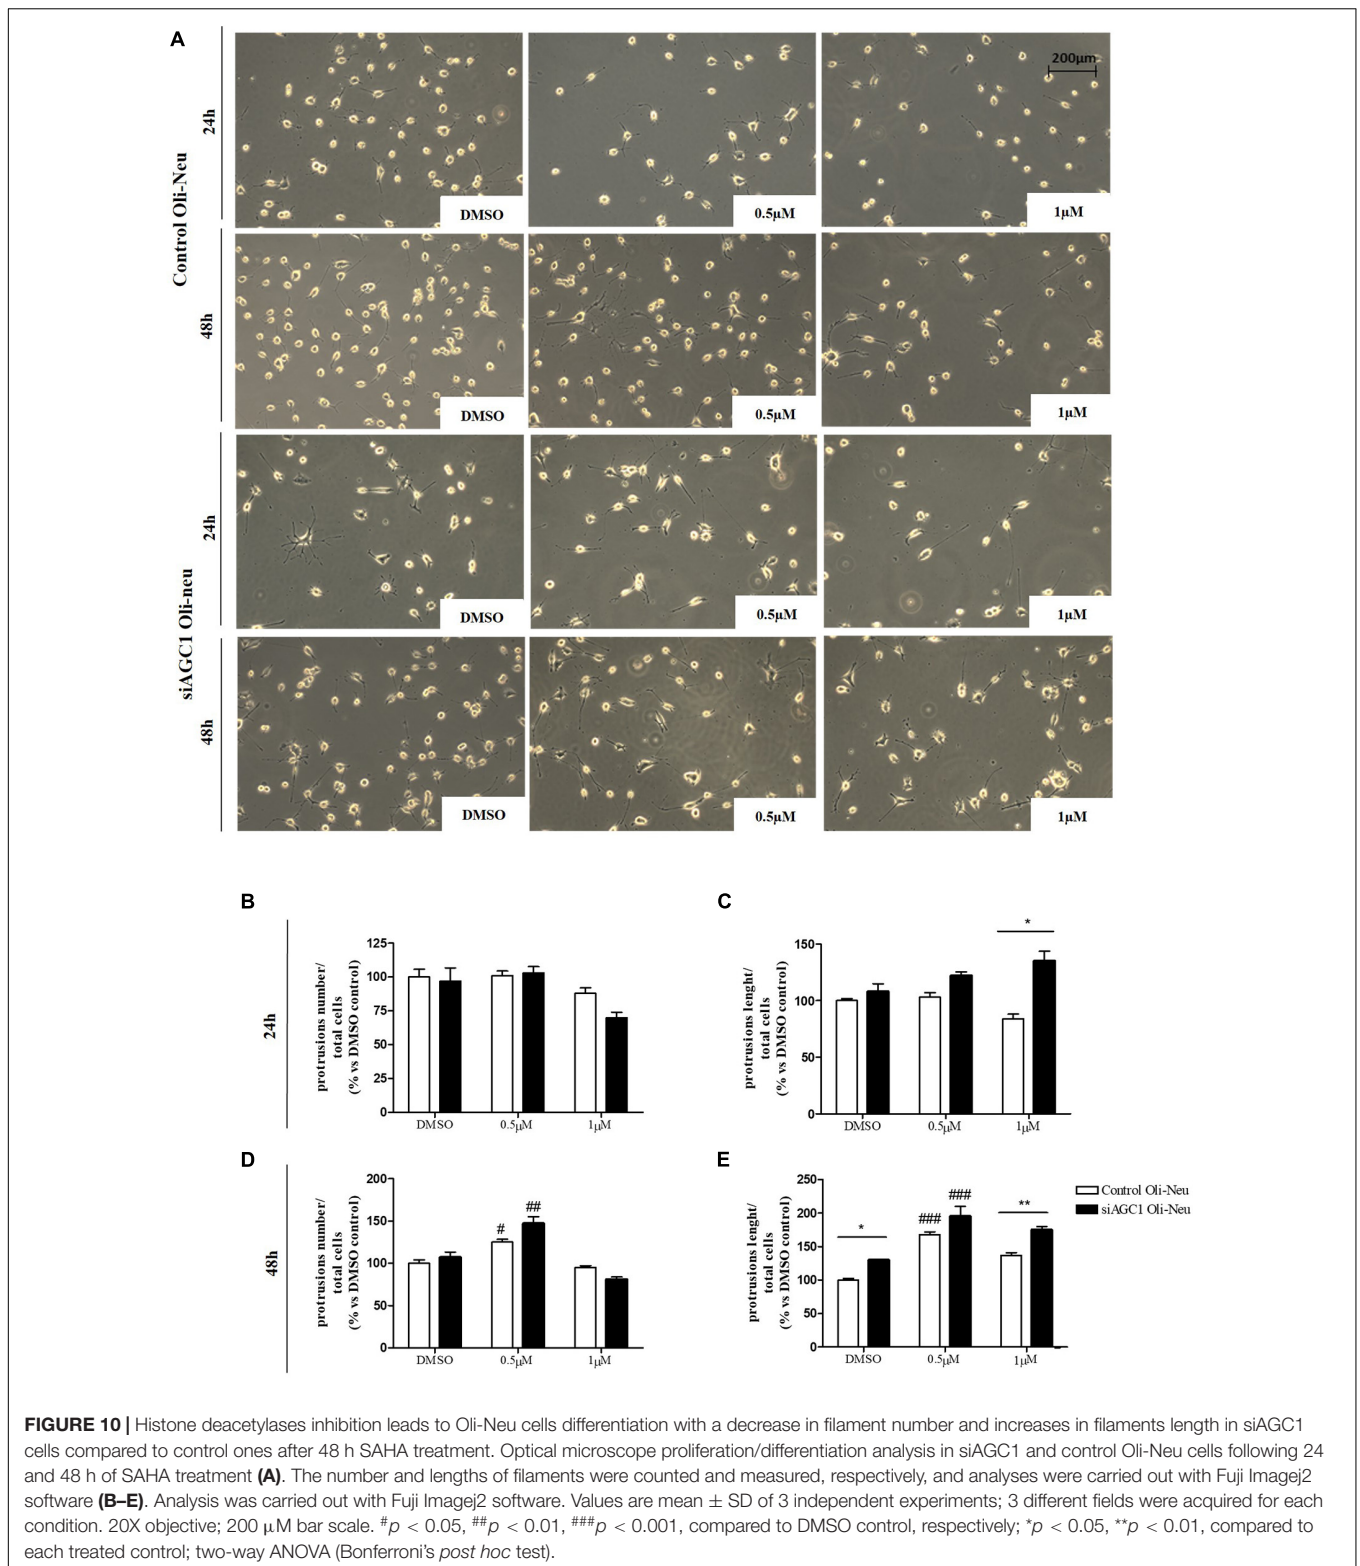 A
200μm
24h
Control Oli-Neu
DMSO
0.5μM
1μM
48h
DMSO
0.5μM
1μM
24h
siAGC1 Oli-neu
DMSO
0.5μM
1μM
48h
DMSO
0.5μM
1μM
B
24h
protrusions number/
total cells
(% vs DMSO control)
125
100
75
50
25
0
DMSO 0.5μM 1μM
C
protrusions lenght/
total cells
(% vs DMSO control)
150
100
50
0
*
DMSO 0.5μM 1μM
D
48h
protrusions number/
total cells
(% vs DMSO control)
200
150
100
50
0
# ##
DMSO 0.5μM 1μM
E
protrusions lenght/
total cells
(% vs DMSO control)
250
200
150
100
50
0
* ### ### **
DMSO 0.5μM 1μM
Control Oli-Neu
siAGC1 Oli-Neu
FIGURE 10 | Histone deacetylases inhibition leads to Oli-Neu cells differentiation with a decrease in filament number and increases in filaments length in siAGC1
cells compared to control ones after 48 h SAHA treatment. Optical microscope proliferation/differentiation analysis in siAGC1 and control Oli-Neu cells following 24
and 48 h of SAHA treatment (A). The number and lengths of filaments were counted and measured, respectively, and analyses were carried out with Fuji Imagej2
software (B–E). Analysis was carried out with Fuji Imagej2 software. Values are mean ± SD of 3 independent experiments; 3 different fields were acquired for each
condition. 20X objective; 200 μM bar scale. #p < 0.05, ##p < 0.01, ###p < 0.001, compared to DMSO control, respectively; *p < 0.05, **p < 0.01, compared to
each treated control; two-way ANOVA (Bonferroni's post hoc test).